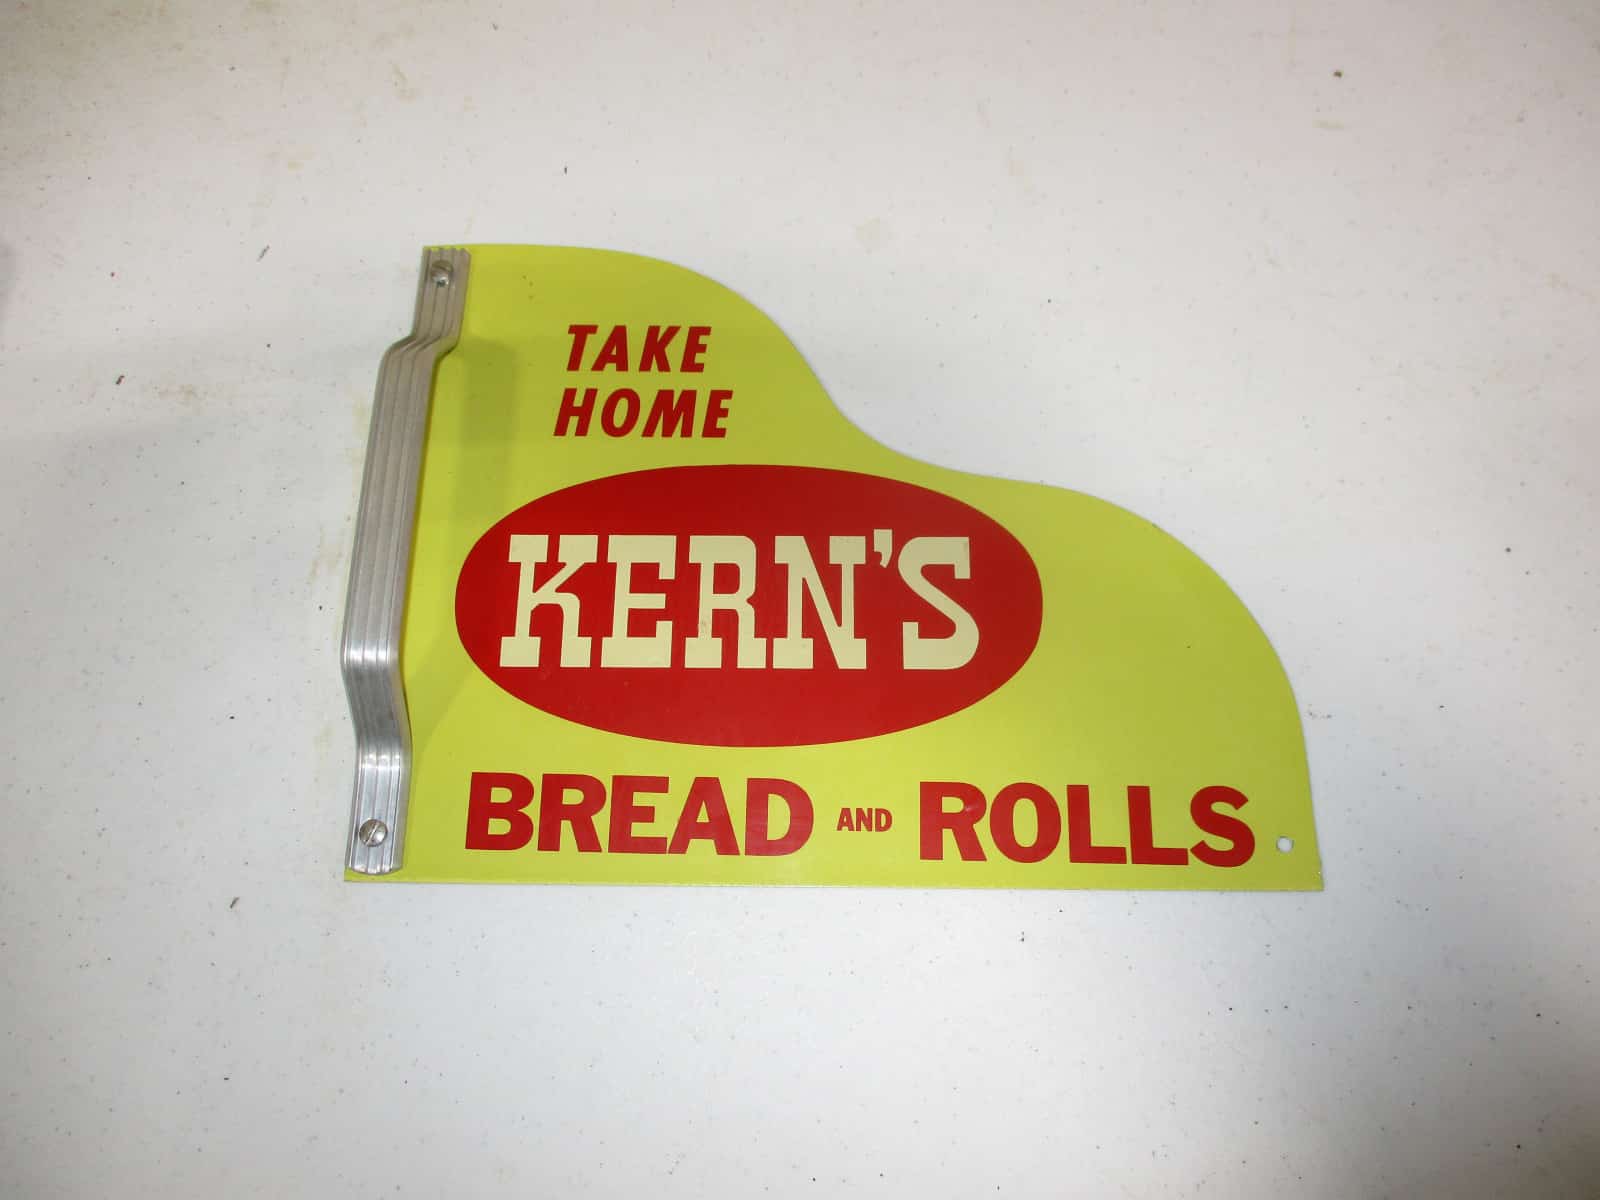 TAKE
HOME
KERN'S
BREAD AND ROLLS